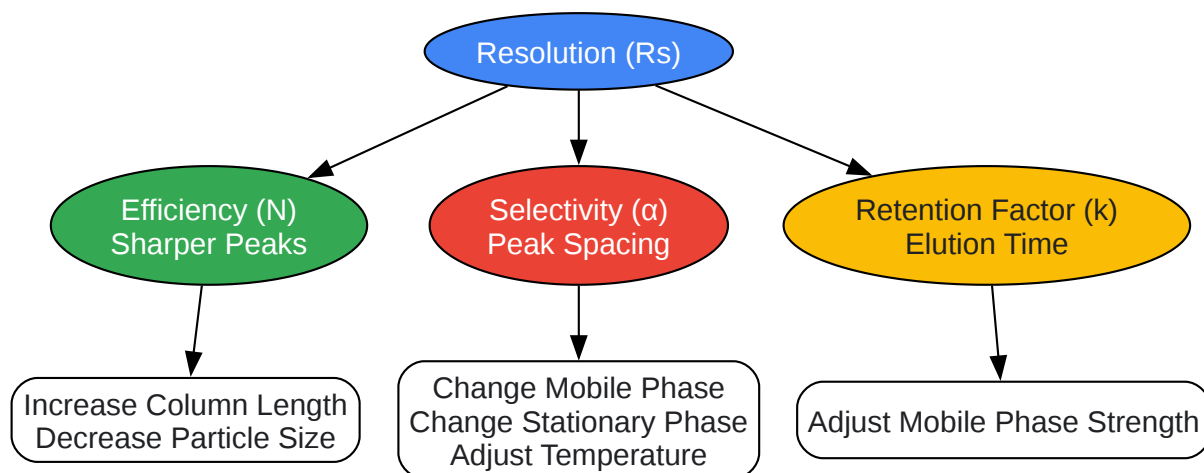 Resolution (Rs)
Efficiency (N)
Sharper Peaks
Selectivity (α)
Peak Spacing
Retention Factor (k)
Elution Time
Increase Column Length
Decrease Particle Size
Change Mobile Phase
Change Stationary Phase
Adjust Temperature
Adjust Mobile Phase Strength